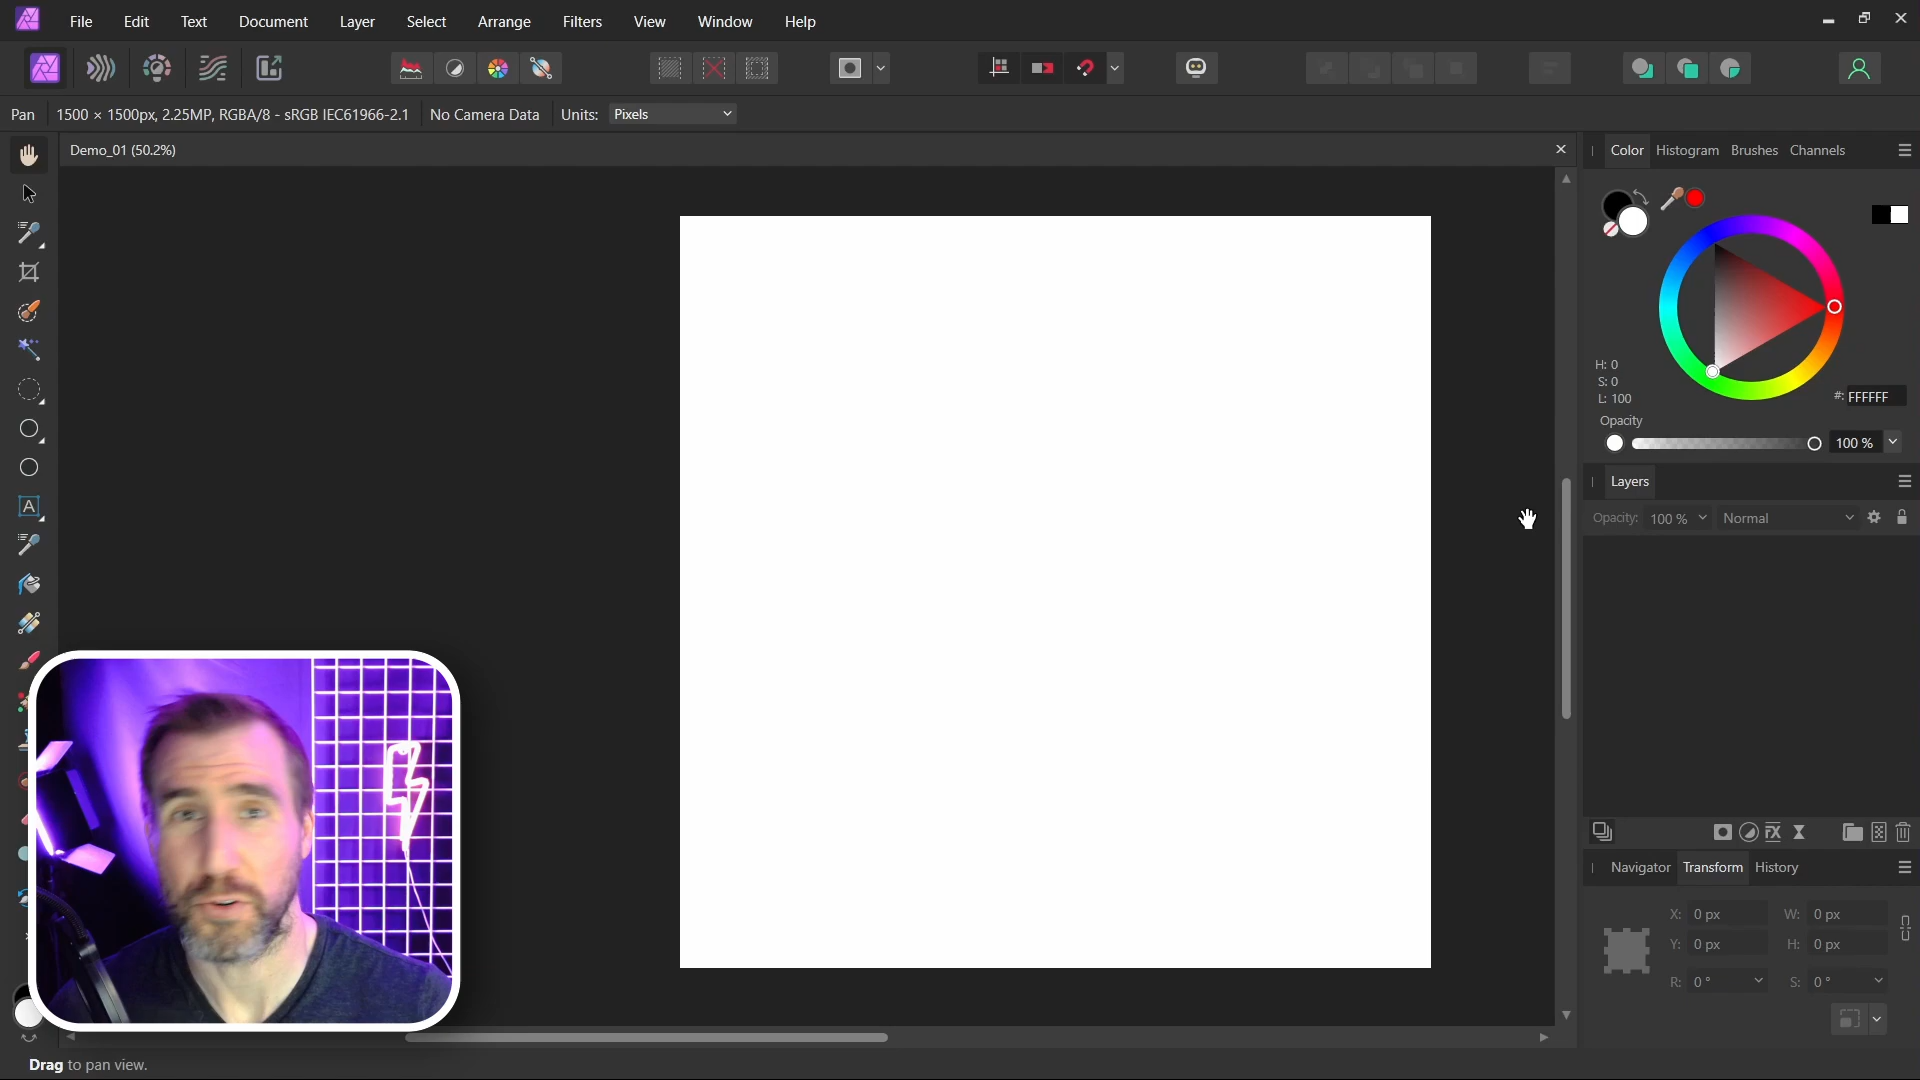 File Edit Text Document Layer Select Arrange Filters View Window Help
Pan 1500 × 1500px, 2.25MP, RGBA/8 - sRGB IEC61966-2.1 No Camera Data Units: Pixels
Demo_01 (50.2%)
Color Histogram Brushes Channels
H: 0
S: 0
L: 100
#: FFFFFF
Opacity
100 %
Layers
Opacity: 100 % Normal
Navigator Transform History
X: 0 px W: 0 px
Y: 0 px H: 0 px
R: 0 ° S: 0 °
Drag to pan view.